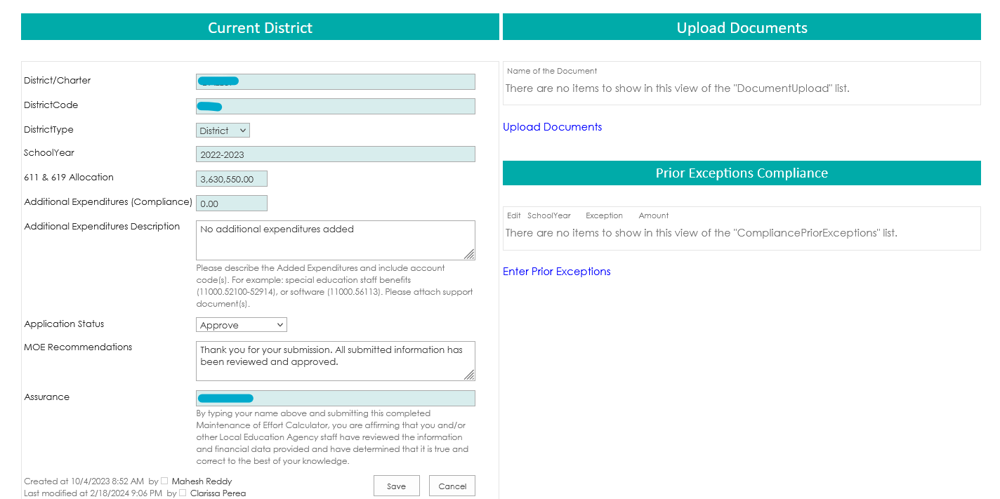 Current District
District/Charter
DistrictCode
DistrictType District
SchoolYear 2022-2023
611 & 619 Allocation 3,630,550.00
Additional Expenditures (Compliance) 0.00
Additional Expenditures Description No additional expenditures added
Please describe the Added Expenditures and include account
code(s). For example: special education staff benefits
(11000.52100-52914), or software (11000.56113). Please attach support
document(s).
Application Status Approve
MOE Recommendations Thank you for your submission. All submitted information has
been reviewed and approved.
Assurance
By typing your name above and submitting this completed
Maintenance of Effort Calculator, you are affirming that you and/or
other Local Education Agency staff have reviewed the information
and financial data provided and have determined that it is true and
correct to the best of your knowledge.
Created at 10/4/2023 8:52 AM by Mahesh Reddy
Last modified at 2/18/2024 9:06 PM by Clarissa Perea
Save Cancel
Upload Documents
Name of the Document
There are no items to show in this view of the "DocumentUpload" list.
Upload Documents
Prior Exceptions Compliance
Edit SchoolYear Exception Amount
There are no items to show in this view of the "CompliancePriorExceptions" list.
Enter Prior Exceptions